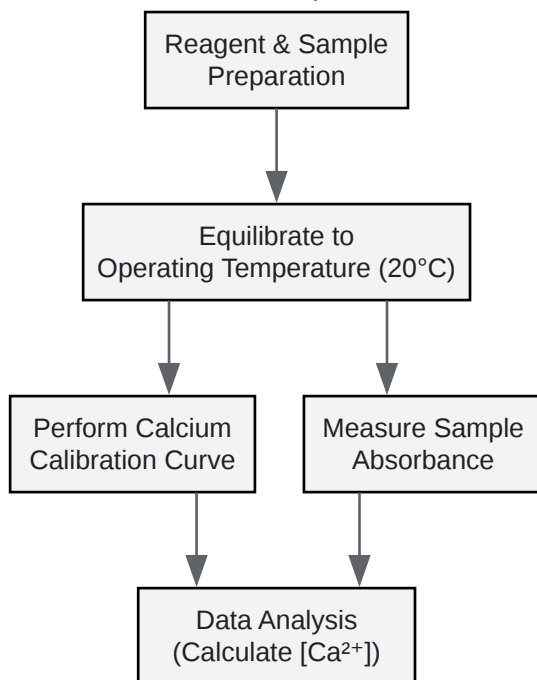 Reagent & Sample
Preparation
Equilibrate to
Operating Temperature (20°C)
Perform Calcium
Calibration Curve
Measure Sample
Absorbance
Data Analysis
(Calculate [Ca²⁺])